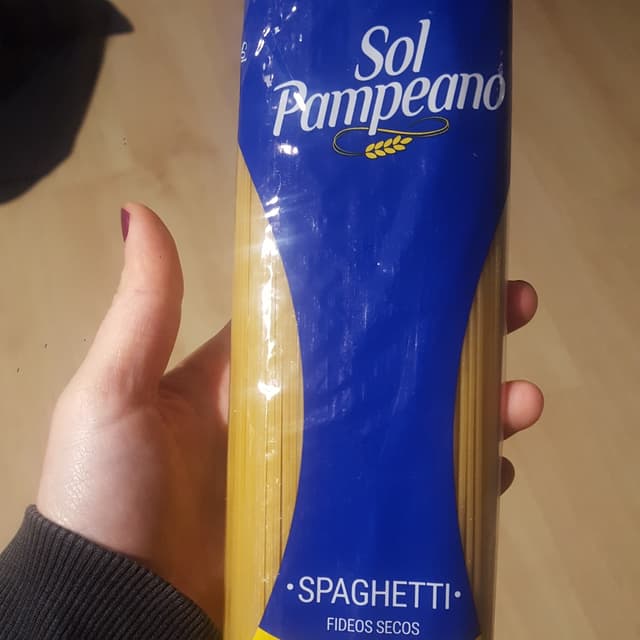 Sol
Pampeano
•SPAGHETTI•
FIDEOS SECOS